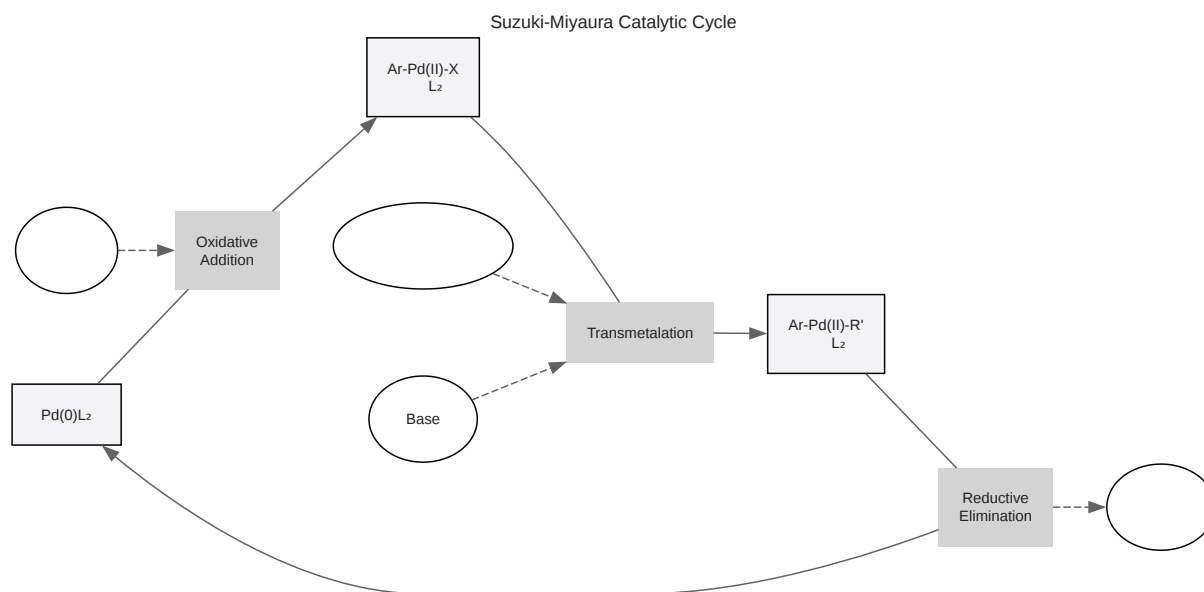 Suzuki-Miyaura Catalytic Cycle
Ar-Pd(II)-X
L₂
Oxidative
Addition
Transmetalation
Ar-Pd(II)-R'
L₂
Pd(0)L₂
Base
Reductive
Elimination